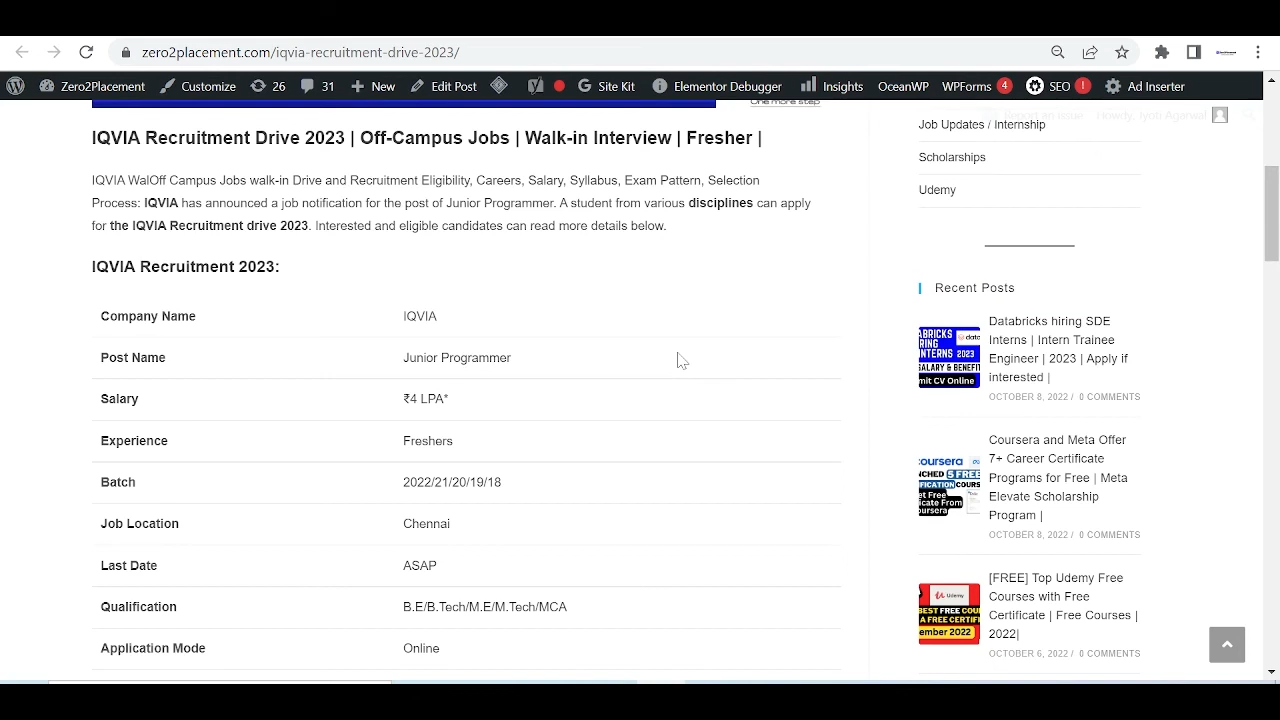 zero2placement.com/iqvia-recruitment-drive-2023/
Zero2Placement Customize 26 31 New Edit Post Site Kit Elementor Debugger Insights OceanWP WPForms 4 SEO ! Ad Inserter
One more step
Report an issue Howdy, Jyoti Agarwal
IQVIA Recruitment Drive 2023 | Off-Campus Jobs | Walk-in Interview | Fresher |
IQVIA WalOff Campus Jobs walk-in Drive and Recruitment Eligibility, Careers, Salary, Syllabus, Exam Pattern, Selection
Process: IQVIA has announced a job notification for the post of Junior Programmer. A student from various disciplines can apply
for the IQVIA Recruitment drive 2023. Interested and eligible candidates can read more details below.
IQVIA Recruitment 2023:
Company Name IQVIA
Post Name Junior Programmer
Salary ₹4 LPA*
Experience Freshers
Batch 2022/21/20/19/18
Job Location Chennai
Last Date ASAP
Qualification B.E/B.Tech/M.E/M.Tech/MCA
Application Mode Online
Job Updates / Internship
Scholarships
Udemy
Recent Posts
Databricks hiring SDE
Interns | Intern Trainee
Engineer | 2023 | Apply if
interested |
OCTOBER 8, 2022 / 0 COMMENTS
Coursera and Meta Offer
7+ Career Certificate
Programs for Free | Meta
Elevate Scholarship
Program |
OCTOBER 8, 2022 / 0 COMMENTS
[FREE] Top Udemy Free
Courses with Free
Certificate | Free Courses |
2022|
OCTOBER 6, 2022 / 0 COMMENTS